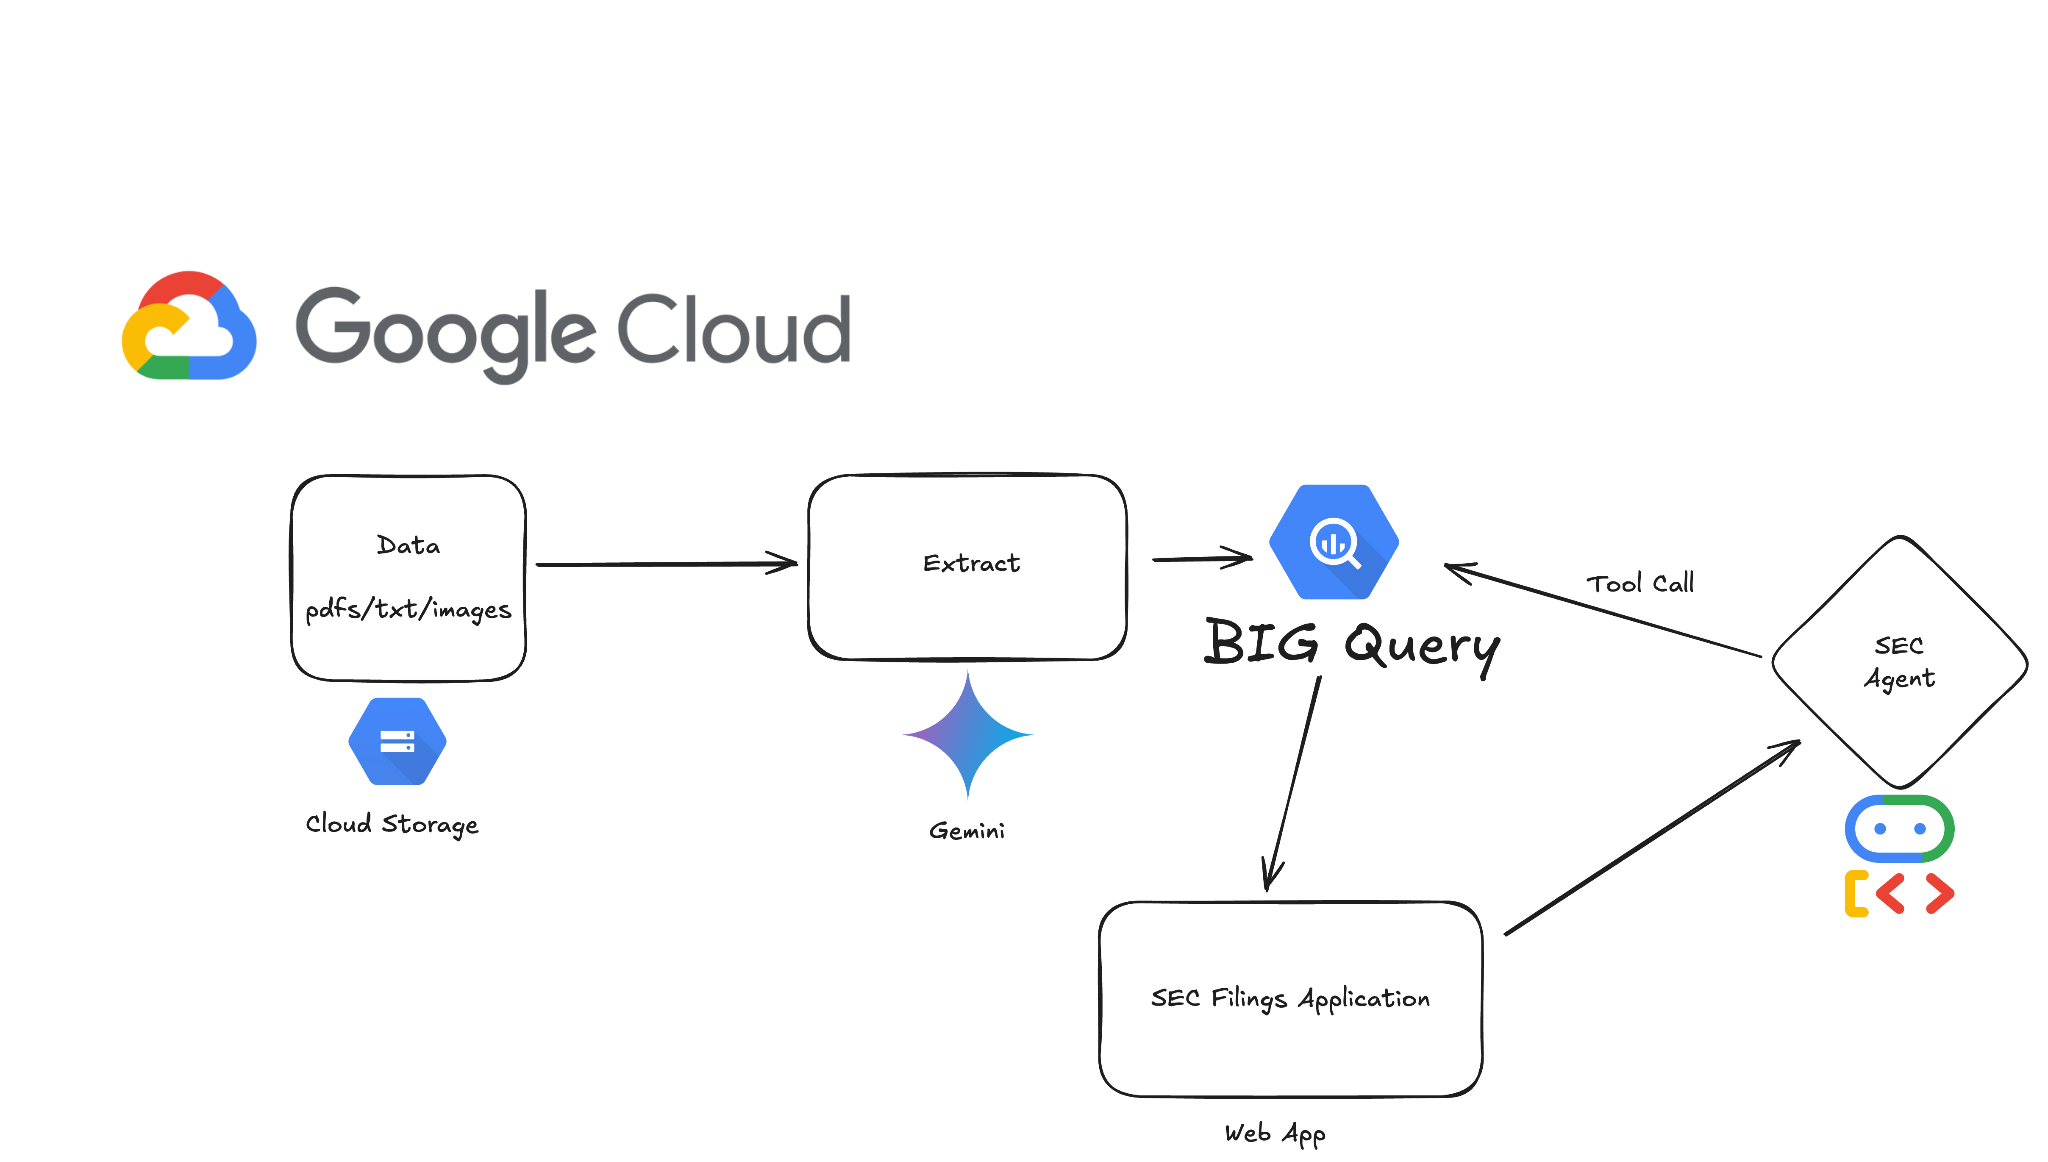 Google Cloud
Data
pdfs/txt/images
Cloud Storage
Extract
Gemini
BIG Query
Tool Call
SEC
Agent
SEC Filings Application
Web App